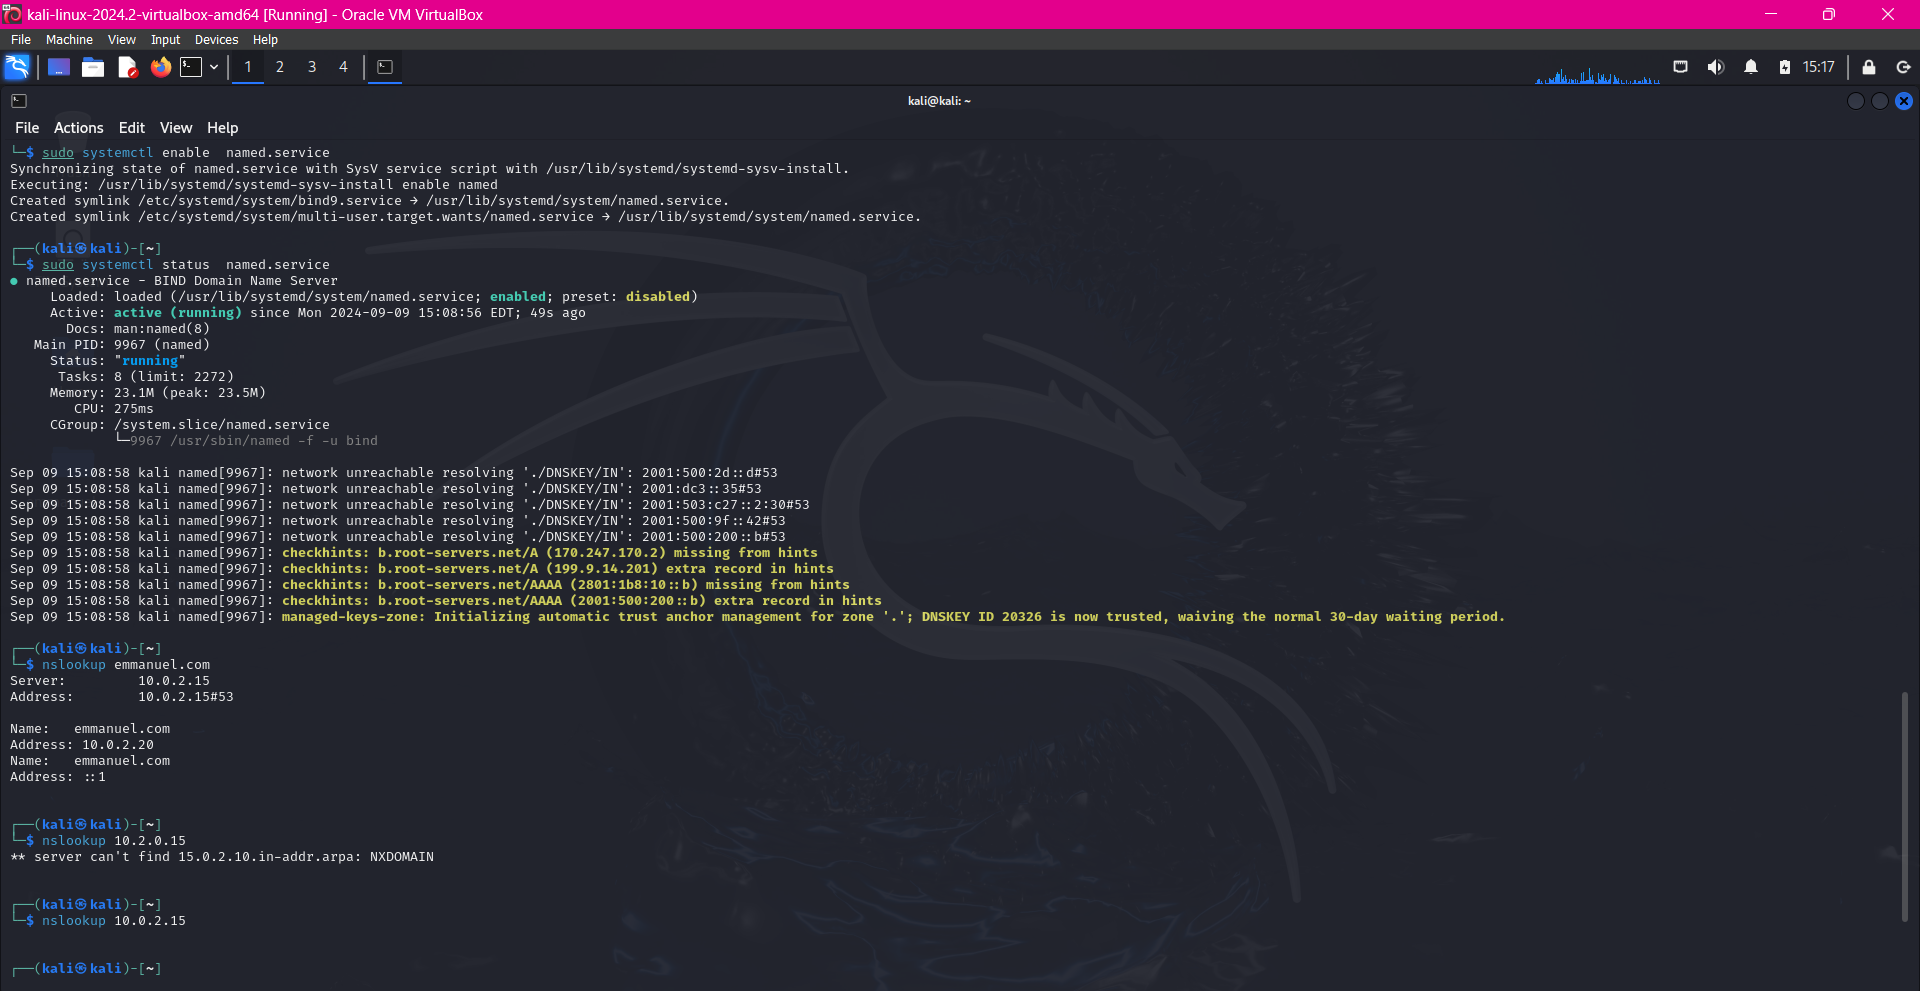 kali-linux-2024.2-virtualbox-amd64 [Running] - Oracle VM VirtualBox
File Machine View Input Devices Help
1 2 3 4 15:17
kali@kali: ~
File Actions Edit View Help
└─$ sudo systemctl enable  named.service
Synchronizing state of named.service with SysV service script with /usr/lib/systemd/systemd-sysv-install.
Executing: /usr/lib/systemd/systemd-sysv-install enable named
Created symlink /etc/systemd/system/bind9.service → /usr/lib/systemd/system/named.service.
Created symlink /etc/systemd/system/multi-user.target.wants/named.service → /usr/lib/systemd/system/named.service.
┌──(kali㉿kali)-[~]
└─$ sudo systemctl status  named.service
● named.service - BIND Domain Name Server
Loaded: loaded (/usr/lib/systemd/system/named.service; enabled; preset: disabled)
Active: active (running) since Mon 2024-09-09 15:08:56 EDT; 49s ago
Docs: man:named(8)
Main PID: 9967 (named)
Status: "running"
Tasks: 8 (limit: 2272)
Memory: 23.1M (peak: 23.5M)
CPU: 275ms
CGroup: /system.slice/named.service
└─9967 /usr/sbin/named -f -u bind
Sep 09 15:08:58 kali named[9967]: network unreachable resolving './DNSKEY/IN': 2001:500:2d::d#53
Sep 09 15:08:58 kali named[9967]: network unreachable resolving './DNSKEY/IN': 2001:dc3::35#53
Sep 09 15:08:58 kali named[9967]: network unreachable resolving './DNSKEY/IN': 2001:503:c27::2:30#53
Sep 09 15:08:58 kali named[9967]: network unreachable resolving './DNSKEY/IN': 2001:500:9f::42#53
Sep 09 15:08:58 kali named[9967]: network unreachable resolving './DNSKEY/IN': 2001:500:200::b#53
Sep 09 15:08:58 kali named[9967]: checkhints: b.root-servers.net/A (170.247.170.2) missing from hints
Sep 09 15:08:58 kali named[9967]: checkhints: b.root-servers.net/A (199.9.14.201) extra record in hints
Sep 09 15:08:58 kali named[9967]: checkhints: b.root-servers.net/AAAA (2801:1b8:10::b) missing from hints
Sep 09 15:08:58 kali named[9967]: checkhints: b.root-servers.net/AAAA (2001:500:200::b) extra record in hints
Sep 09 15:08:58 kali named[9967]: managed-keys-zone: Initializing automatic trust anchor management for zone '.'; DNSKEY ID 20326 is now trusted, waiving the normal 30-day waiting period.
┌──(kali㉿kali)-[~]
└─$ nslookup emmanuel.com
Server:         10.0.2.15
Address:        10.0.2.15#53
Name:   emmanuel.com
Address: 10.0.2.20
Name:   emmanuel.com
Address: ::1
┌──(kali㉿kali)-[~]
└─$ nslookup 10.2.0.15
** server can't find 15.0.2.10.in-addr.arpa: NXDOMAIN
┌──(kali㉿kali)-[~]
└─$ nslookup 10.0.2.15
┌──(kali㉿kali)-[~]